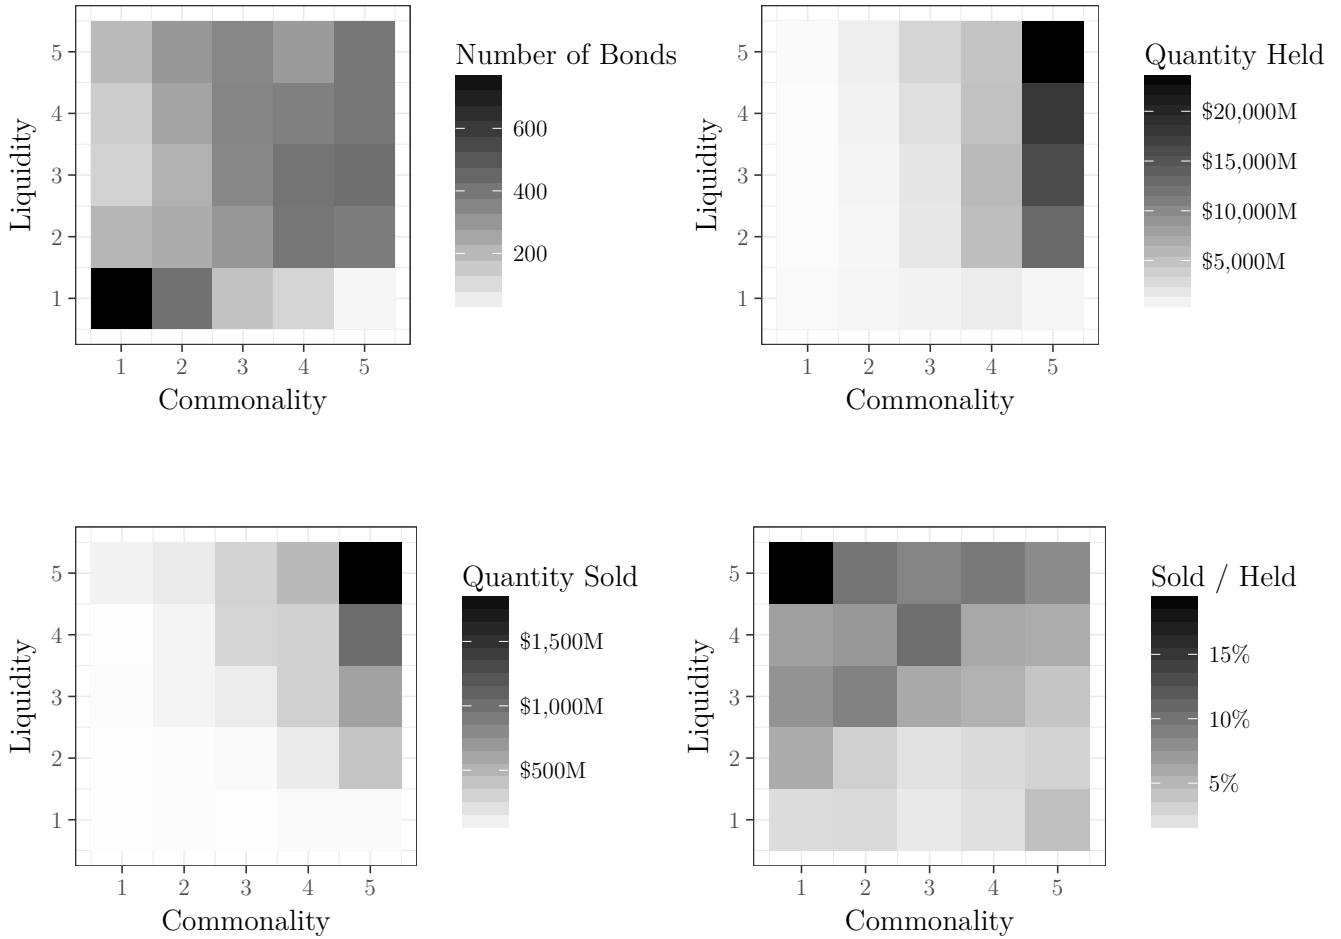 Number of Bonds
600
400
200
5
4
3
2
1
Liquidity
1 2 3 4 5
Commonality
Quantity Held
$20,000M
$15,000M
$10,000M
$5,000M
5
4
3
2
1
Liquidity
1 2 3 4 5
Commonality
Quantity Sold
$1,500M
$1,000M
$500M
5
4
3
2
1
Liquidity
1 2 3 4 5
Commonality
Sold / Held
15%
10%
5%
5
4
3
2
1
Liquidity
1 2 3 4 5
Commonality